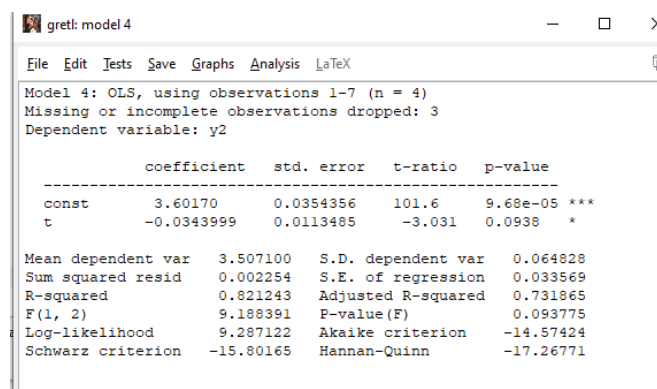 gretl: model 4
File Edit Tests Save Graphs Analysis LaTeX
Model 4: OLS, using observations 1-7 (n = 4)
Missing or incomplete observations dropped: 3
Dependent variable: y2
coefficient std. error t-ratio p-value
const 3.60170 0.0354356 101.6 9.68e-05 ***
t -0.0343999 0.0113485 -3.031 0.0938 *
Mean dependent var 3.507100 S.D. dependent var 0.064828
Sum squared resid 0.002254 S.E. of regression 0.033569
R-squared 0.821243 Adjusted R-squared 0.731865
F(1, 2) 9.188391 P-value(F) 0.093775
Log-likelihood 9.287122 Akaike criterion -14.57424
Schwarz criterion -15.80165 Hannan-Quinn -17.26771